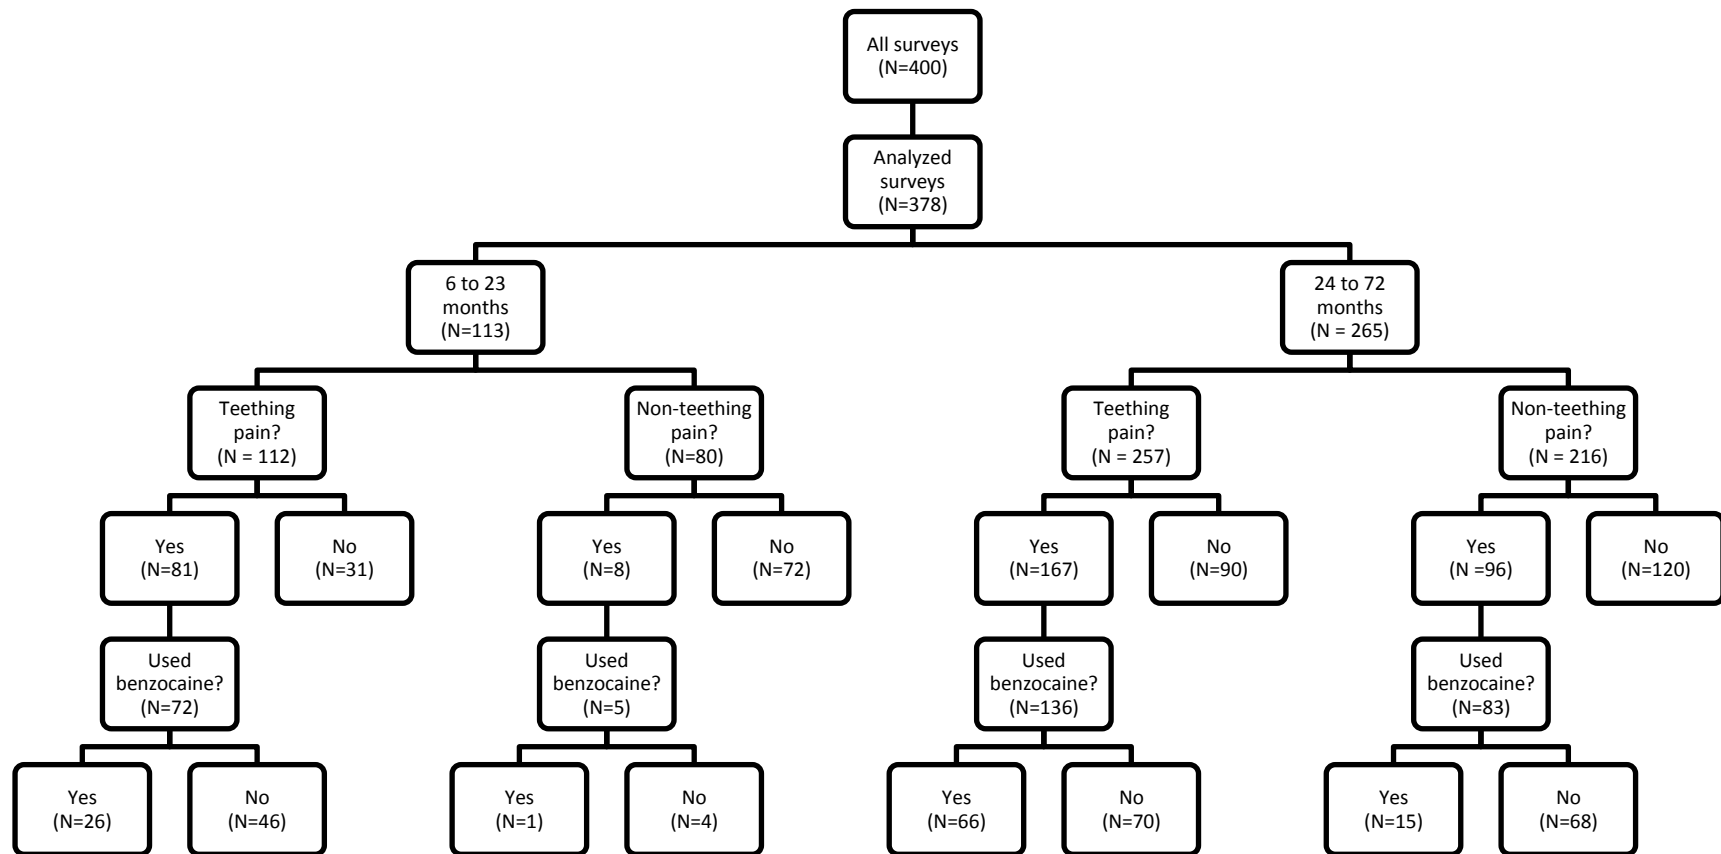 All surveys
(N=400)
Analyzed
surveys
(N=378)
6 to 23
months
(N=113)
24 to 72
months
(N = 265)
Teething
pain?
(N = 112)
Non-teething
pain?
(N=80)
Teething
pain?
(N = 257)
Non-teething
pain?
(N = 216)
Yes
(N=81)
No
(N=31)
Yes
(N=8)
No
(N=72)
Yes
(N=167)
No
(N=90)
Yes
(N =96)
No
(N=120)
Used
benzocaine?
(N=72)
Used
benzocaine?
(N=5)
Used
benzocaine?
(N=136)
Used
benzocaine?
(N=83)
Yes
(N=26)
No
(N=46)
Yes
(N=1)
No
(N=4)
Yes
(N=66)
No
(N=70)
Yes
(N=15)
No
(N=68)